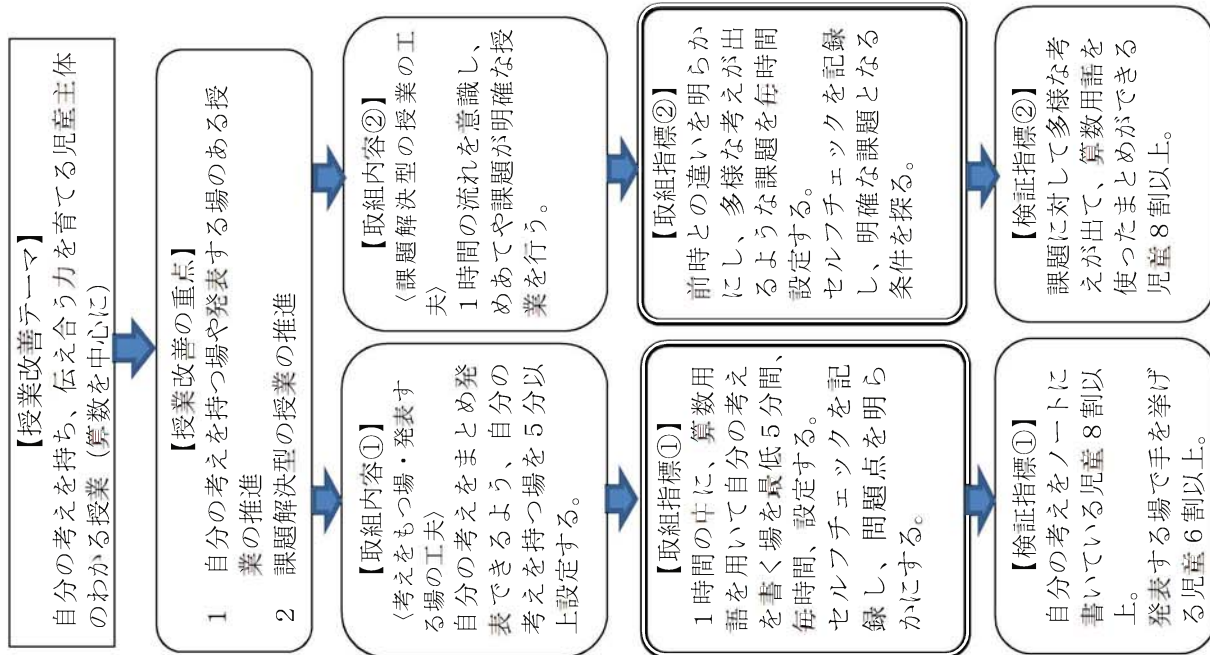 【授業改善テーマ】
自分の考えを持ち、伝え合う力を育てる児童主体
のわかる授業（算数を中心に）
【授業改善の重点】
1 自分の考えを持つ場や発表する場のある授
業の推進
2 課題解決型の授業の推進
【取組内容①】
〈考えをもつ場・発表す
る場の工夫〉
自分の考えをまとめ発
表できるよう、自分の
考えを持つ場を５分以
上設定する。
【取組指標①】
１時間の中に、算数用
語を用いて自分の考え
を書く場を最低５分間、
毎時間、設定する。
セルフチェックを記
録し、問題点を明ら
かにする。
【検証指標①】
自分の考えをノートに
書いている児童８割以
上。
発表する場で手を挙げ
る児童６割以上。
【取組内容②】
〈課題解決型の授業の工
夫〉
１時間の流れを意識し、
めあてや課題が明確な授
業を行う。
【取組指標②】
前時との違いを明らか
にし、多様な考えが出
るような課題を毎時間
設定する。
セルフチェックを記録
し、明確な課題となる
条件を探る。
【検証指標②】
課題に対して多様な考
えが出て、算数用語を
使ったまとめができる
児童８割以上。